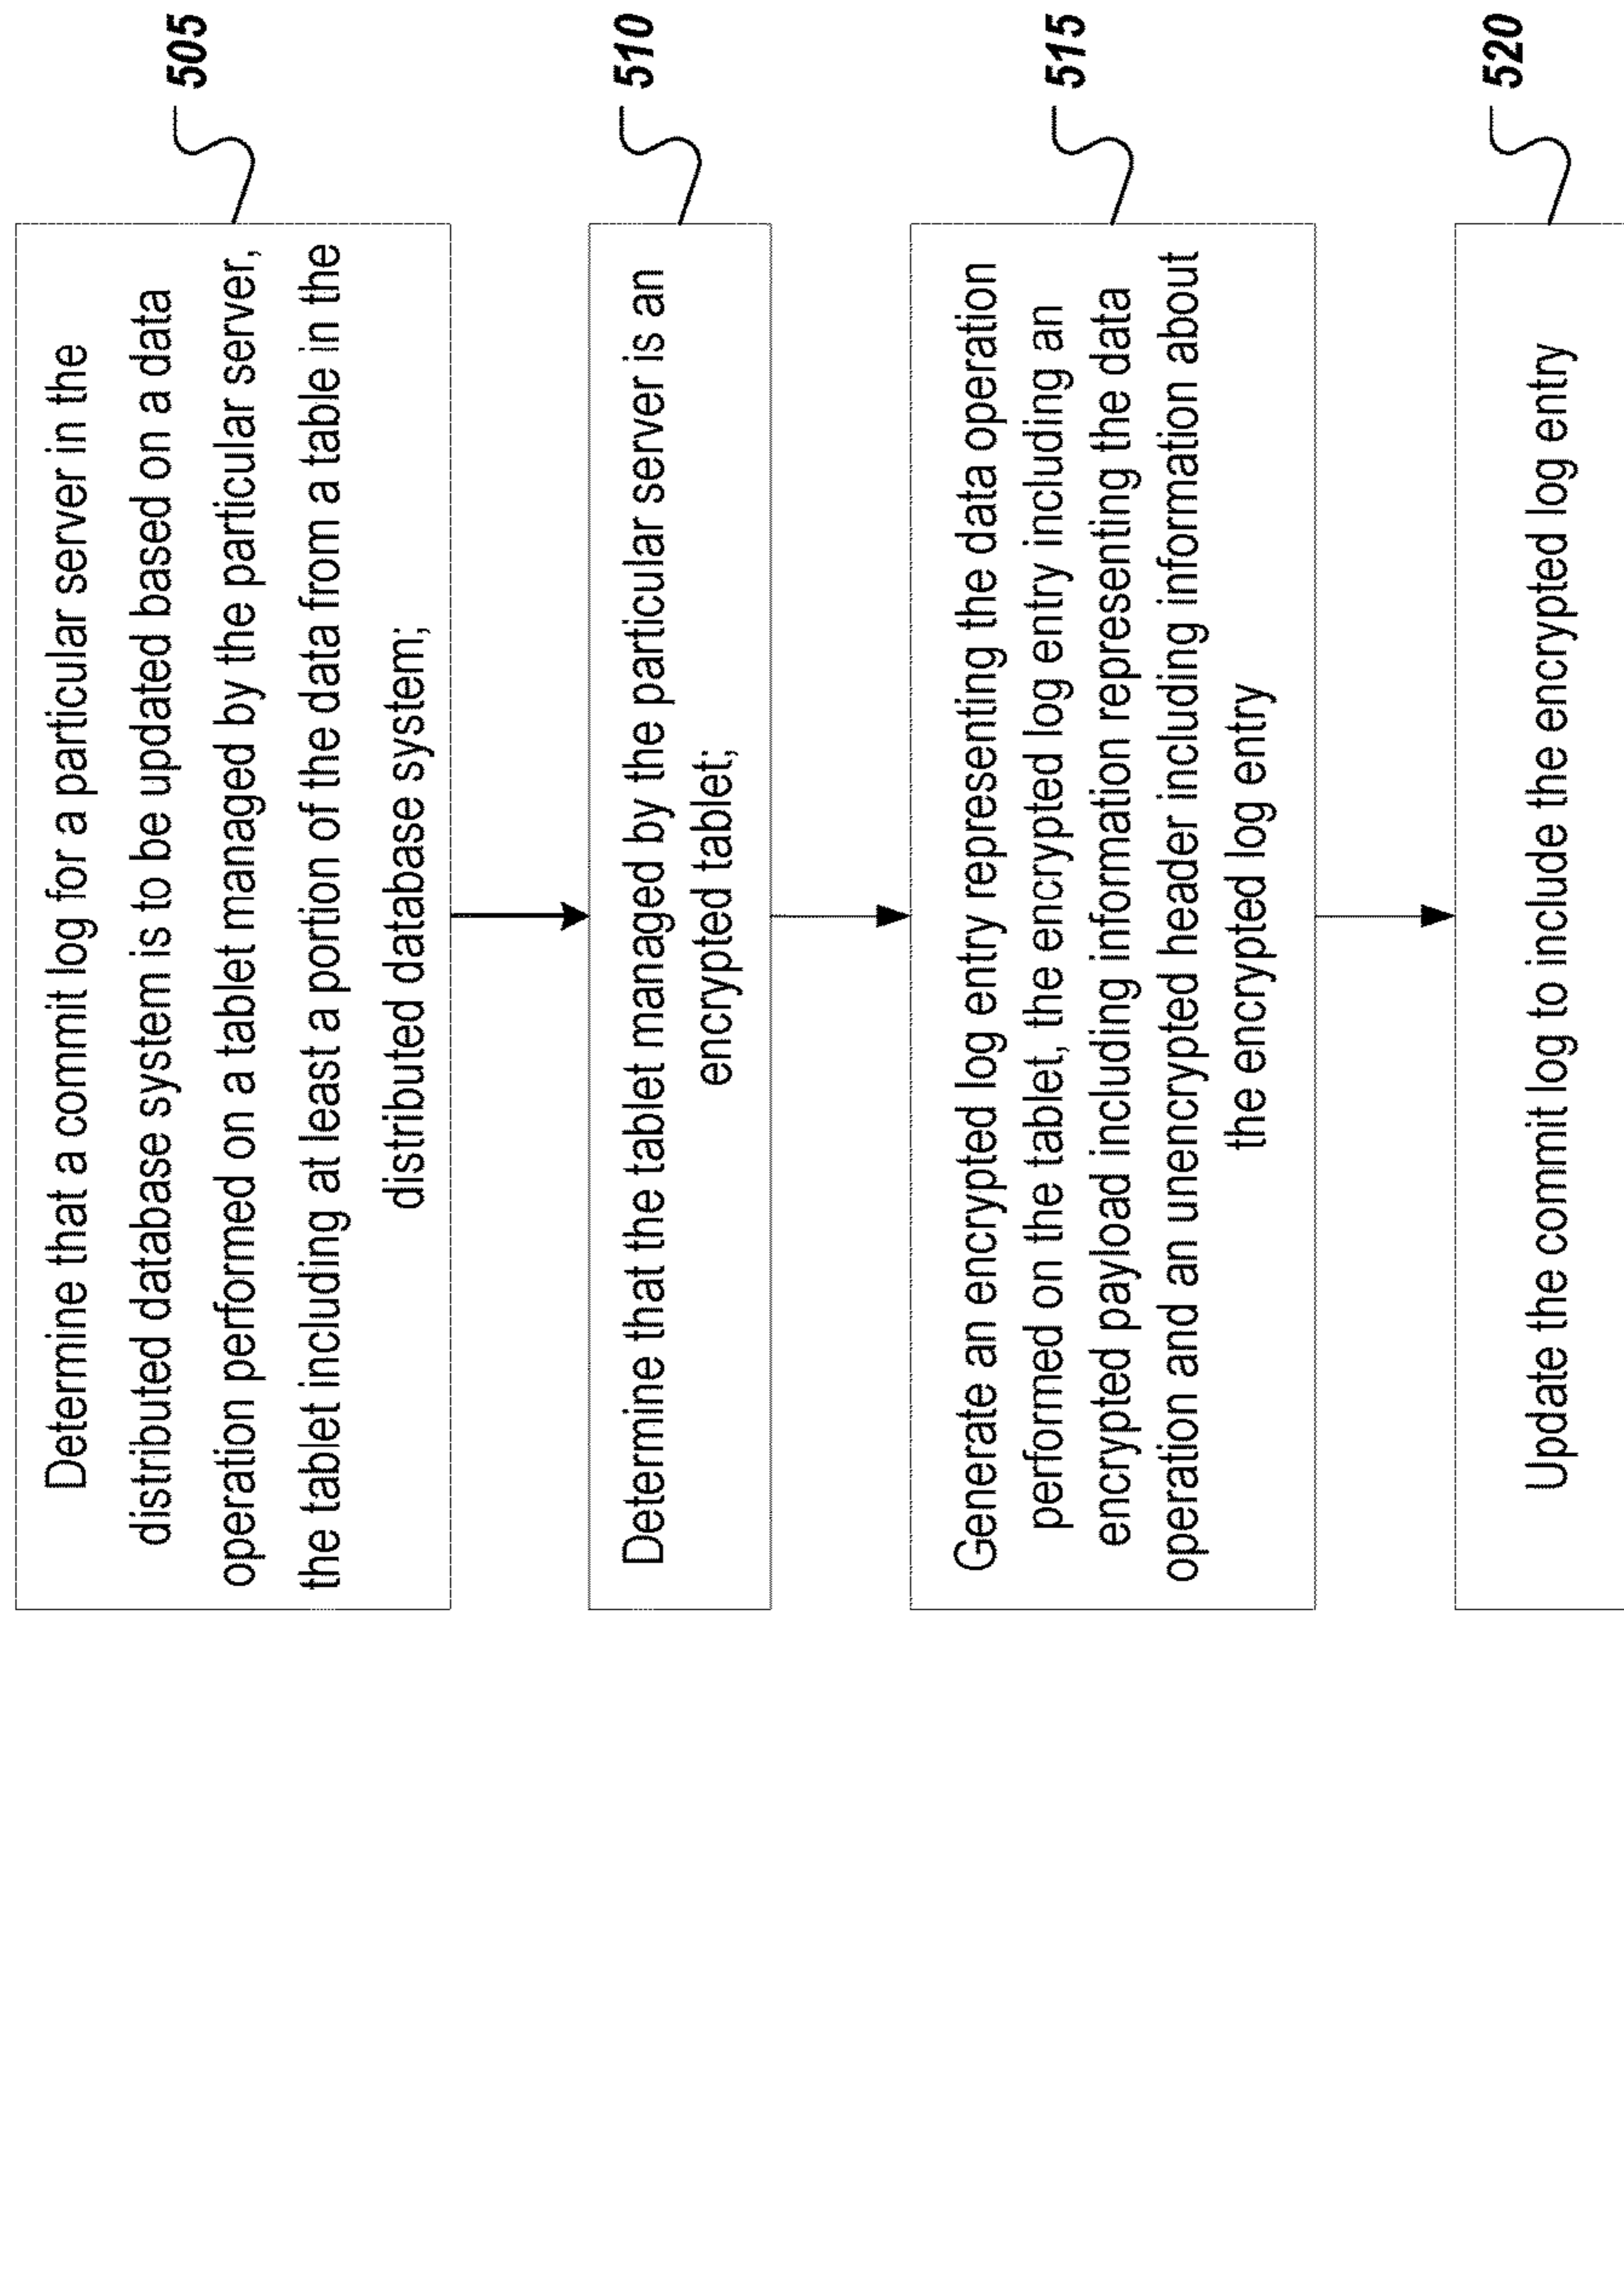 505
Determine that a commit log for a particular server in the
distributed database system is to be updated based on a data
operation performed on a tablet managed by the particular server,
the tablet including at least a portion of the data from a table in the
distributed database system;
510
Determine that the tablet managed by the particular server is an
encrypted tablet;
515
Generate an encrypted log entry representing the data operation
performed on the tablet, the encrypted log entry including an
encrypted payload including information representing the data
operation and an unencrypted header including information about
the encrypted log entry
520
Update the commit log to include the encrypted log entry